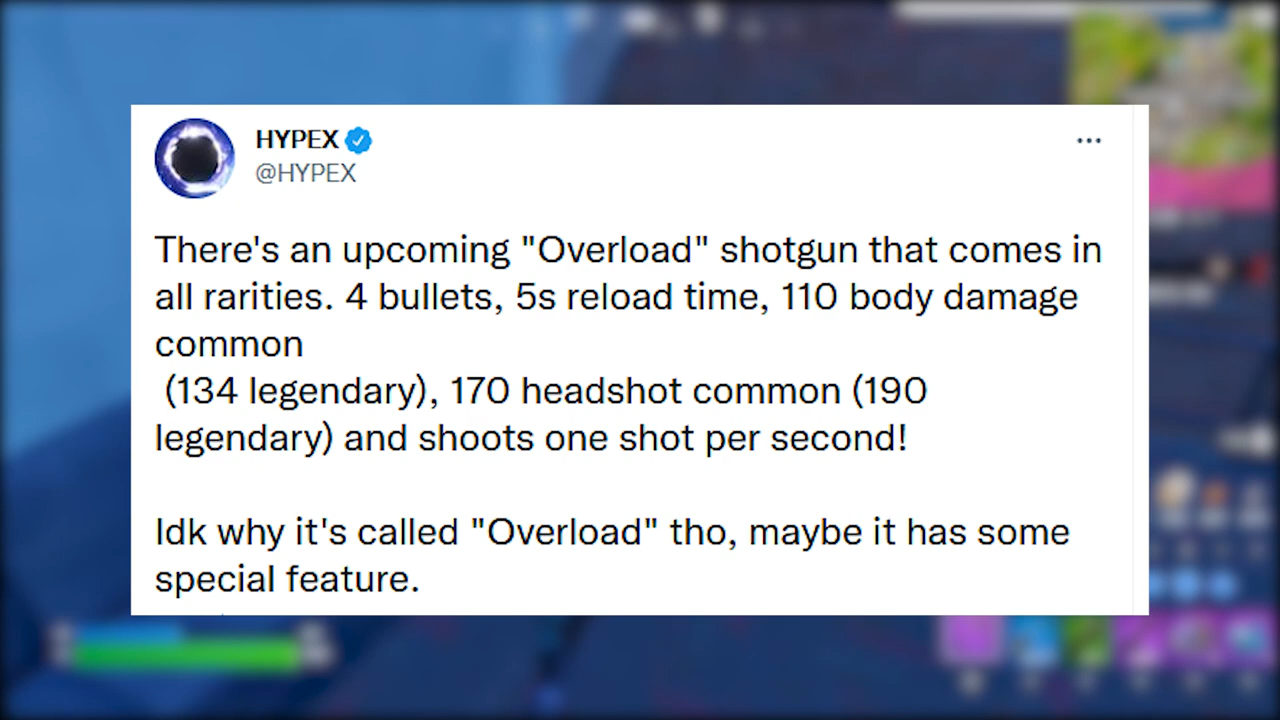 HYPEX
@HYPEX
There's an upcoming "Overload" shotgun that comes in
all rarities. 4 bullets, 5s reload time, 110 body damage
common
(134 legendary), 170 headshot common (190
legendary) and shoots one shot per second!
Idk why it's called "Overload" tho, maybe it has some
special feature.